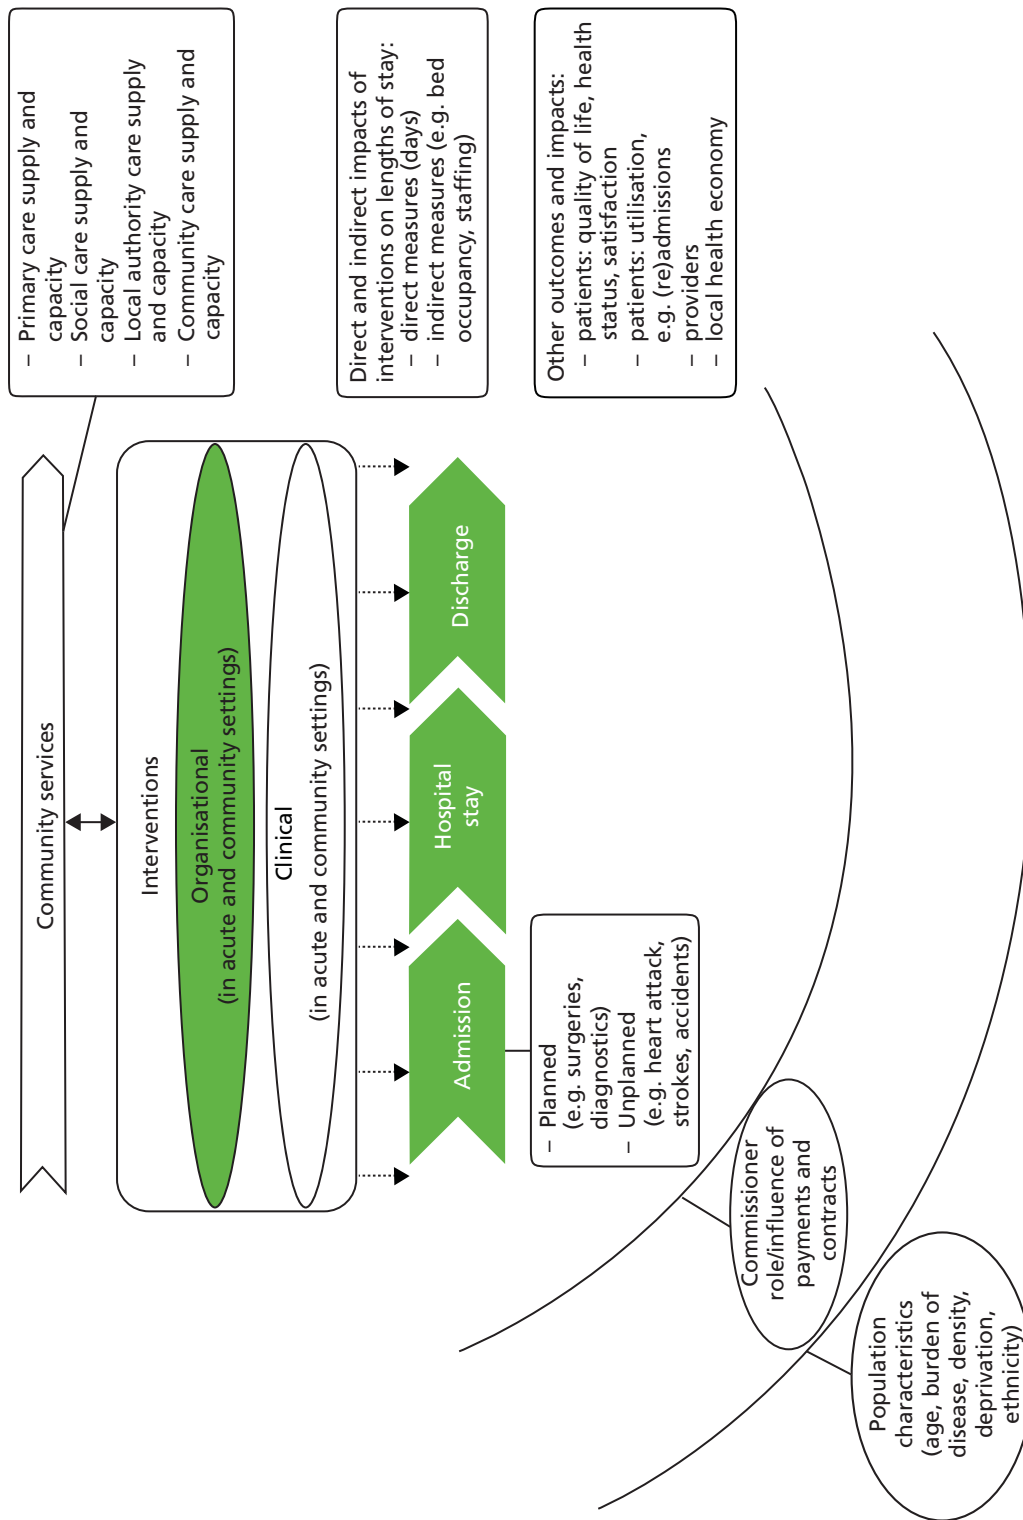 Community services
– Primary care supply and
capacity
– Social care supply and
capacity
– Local authority care supply
and capacity
– Community care supply and
capacity
Interventions
Organisational
(in acute and community settings)
Clinical
(in acute and community settings)
Direct and indirect impacts of
interventions on lengths of stay:
– direct measures (days)
– indirect measures (e.g. bed
occupancy, staffing)
Admission
Hospital
stay
Discharge
– Planned
(e.g. surgeries,
diagnostics)
– Unplanned
(e.g. heart attack,
strokes, accidents)
Other outcomes and impacts:
– patients: quality of life, health
status, satisfaction
– patients: utilisation,
e.g. (re)admissions
– providers
– local health economy
Commissioner
role/influence of
payments and
contracts
Population
characteristics
(age, burden of
disease, density,
deprivation,
ethnicity)